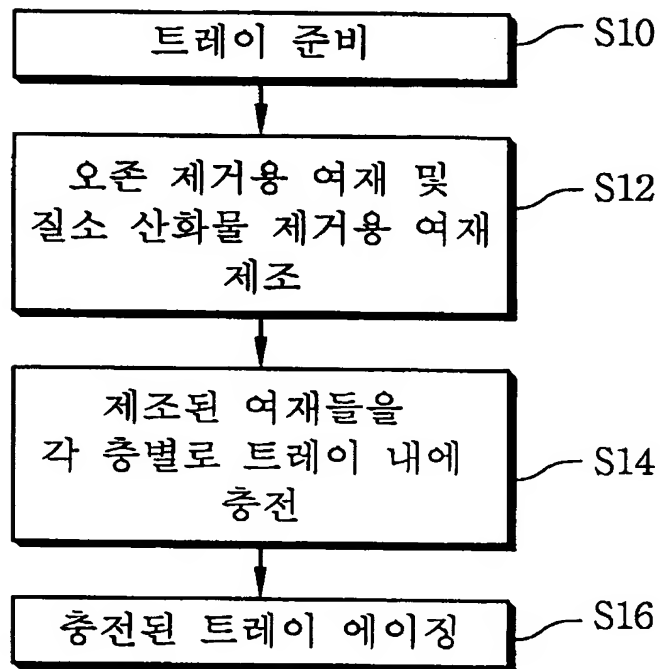 트레이 준비
S10
오존 제거용 여재 및
질소 산화물 제거용 여재
제조
S12
제조된 여재들을
각 층별로 트레이 내에
충전
S14
충전된 트레이 에이징
S16